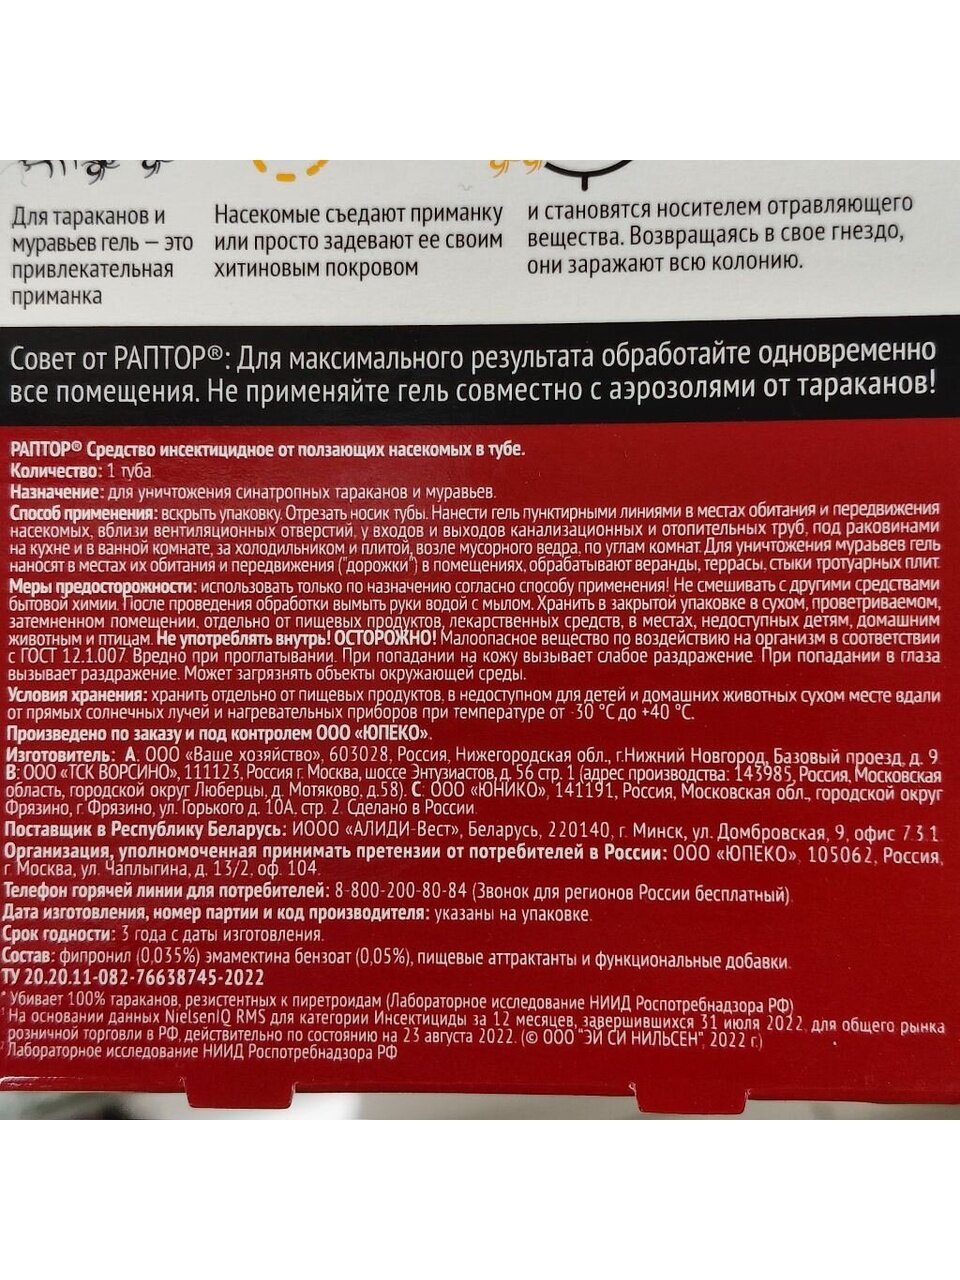 Для тараканов и
муравьев гель — это
привлекательная
приманка
Насекомые съедают приманку
или просто задевают ее своим
хитиновым покровом
и становятся носителем отравляющего
вещества. Возвращаясь в свое гнездо,
они заражают всю колонию.
Совет от РАПТОР®: Для максимального результата обработайте одновременно
все помещения. Не применяйте гель совместно с аэрозолями от тараканов!
РАПТОР® Средство инсектицидное от ползающих насекомых в тубе.
Количество: 1 туба.
Назначение: для уничтожения синатропных тараканов и муравьев.
Способ применения: вскрыть упаковку. Отрезать носик тубы. Нанести гель пунктирными линиями в местах обитания и передвижения
насекомых, вблизи вентиляционных отверстий, у входов и выходов канализационных и отопительных труб, под раковинами
на кухне и в ванной комнате, за холодильником и плитой, возле мусорного ведра, по углам комнат. Для уничтожения мураьвев гель
наносят в местах их обитания и передвижения ("дорожки") в помещениях, обрабатывают веранды, террасы, стыки тротуарных плит.
Меры предосторожности: использовать только по назначению согласно способу применения! Не смешивать с другими средствами
бытовой химии. После проведения обработки вымыть руки водой с мылом. Хранить в закрытой упаковке в сухом, проветриваемом,
затемненном помещении, отдельно от пищевых продуктов, лекарственных средств, в местах, недоступных детям, домашним
животным и птицам. Не употреблять внутрь! ОСТОРОЖНО! Малоопасное вещество по воздействию на организм в соответствии
с ГОСТ 12.1.007. Вредно при проглатывании. При попадании на кожу вызывает слабое раздражение. При попадании в глаза
вызывает раздражение. Может загрязнять объекты окружающей среды.
Условия хранения: хранить отдельно от пищевых продуктов, в недоступном для детей и домашних животных сухом месте вдали
от прямых солнечных лучей и нагревательных приборов при температуре от -30 °С до +40 °С.
Произведено по заказу и под контролем ООО «ЮПЕКО».
Изготовитель: А: ООО «Ваше хозяйство», 603028, Россия, Нижегородская обл., г.Нижний Новгород, Базовый проезд, д. 9.
В: ООО «ТСК ВОРСИНО», 111123, Россия г. Москва, шоссе Энтузиастов, д. 56 стр. 1 (адрес производства: 143985, Россия, Московская
область, городской округ Люберцы, д. Мотяково, д.58). С: ООО «ЮНИКО», 141191, Россия, Московская обл., городской округ
Фрязино, г. Фрязино, ул. Горького д. 10А, стр. 2. Сделано в России.
Поставщик в Республику Беларусь: ИООО «АЛИДИ-Вест», Беларусь, 220140, г. Минск, ул. Домбровская, 9, офис 7.3.1.
Организация, уполномоченная принимать претензии от потребителей в России: ООО «ЮПЕКО», 105062, Россия,
г. Москва, ул. Чаплыгина, д. 13/2, оф. 104.
Телефон горячей линии для потребителей: 8-800-200-80-84 (Звонок для регионов России бесплатный).
Дата изготовления, номер партии и код производителя: указаны на упаковке.
Срок годности: 3 года с даты изготовления.
Состав: фипронил (0,035%) эмаметкина бензоат (0,05%), пищевые аттрактанты и функциональные добавки.
ТУ 20.20.11-082-76638745-2022
* Убивает 100% тараканов, резистентных к пиретроидам (Лабораторное исследование НИИД Роспотребнадзора РФ)
¹ На основании данных NielsenIQ RMS для категории Инсектициды за 12 месяцев, завершившихся 31 июля 2022, для общего рынка
розничной торговли в РФ, действительно по состоянию на 23 августа 2022. (© ООО "ЭЙ СИ НИЛЬСЕН", 2022 г.)
² Лабораторное исследование НИИД Роспотребнадзора РФ